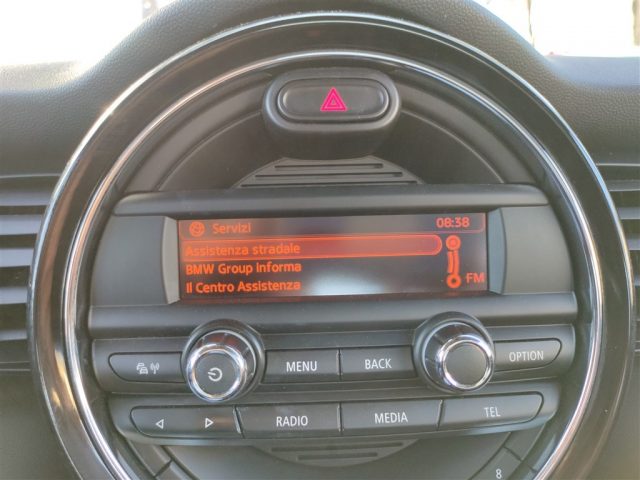 Servizi 08:38
Assistenza stradale
BMW Group Informa
Il Centro Assistenza
FM
MENU BACK OPTION
RADIO MEDIA TEL
8